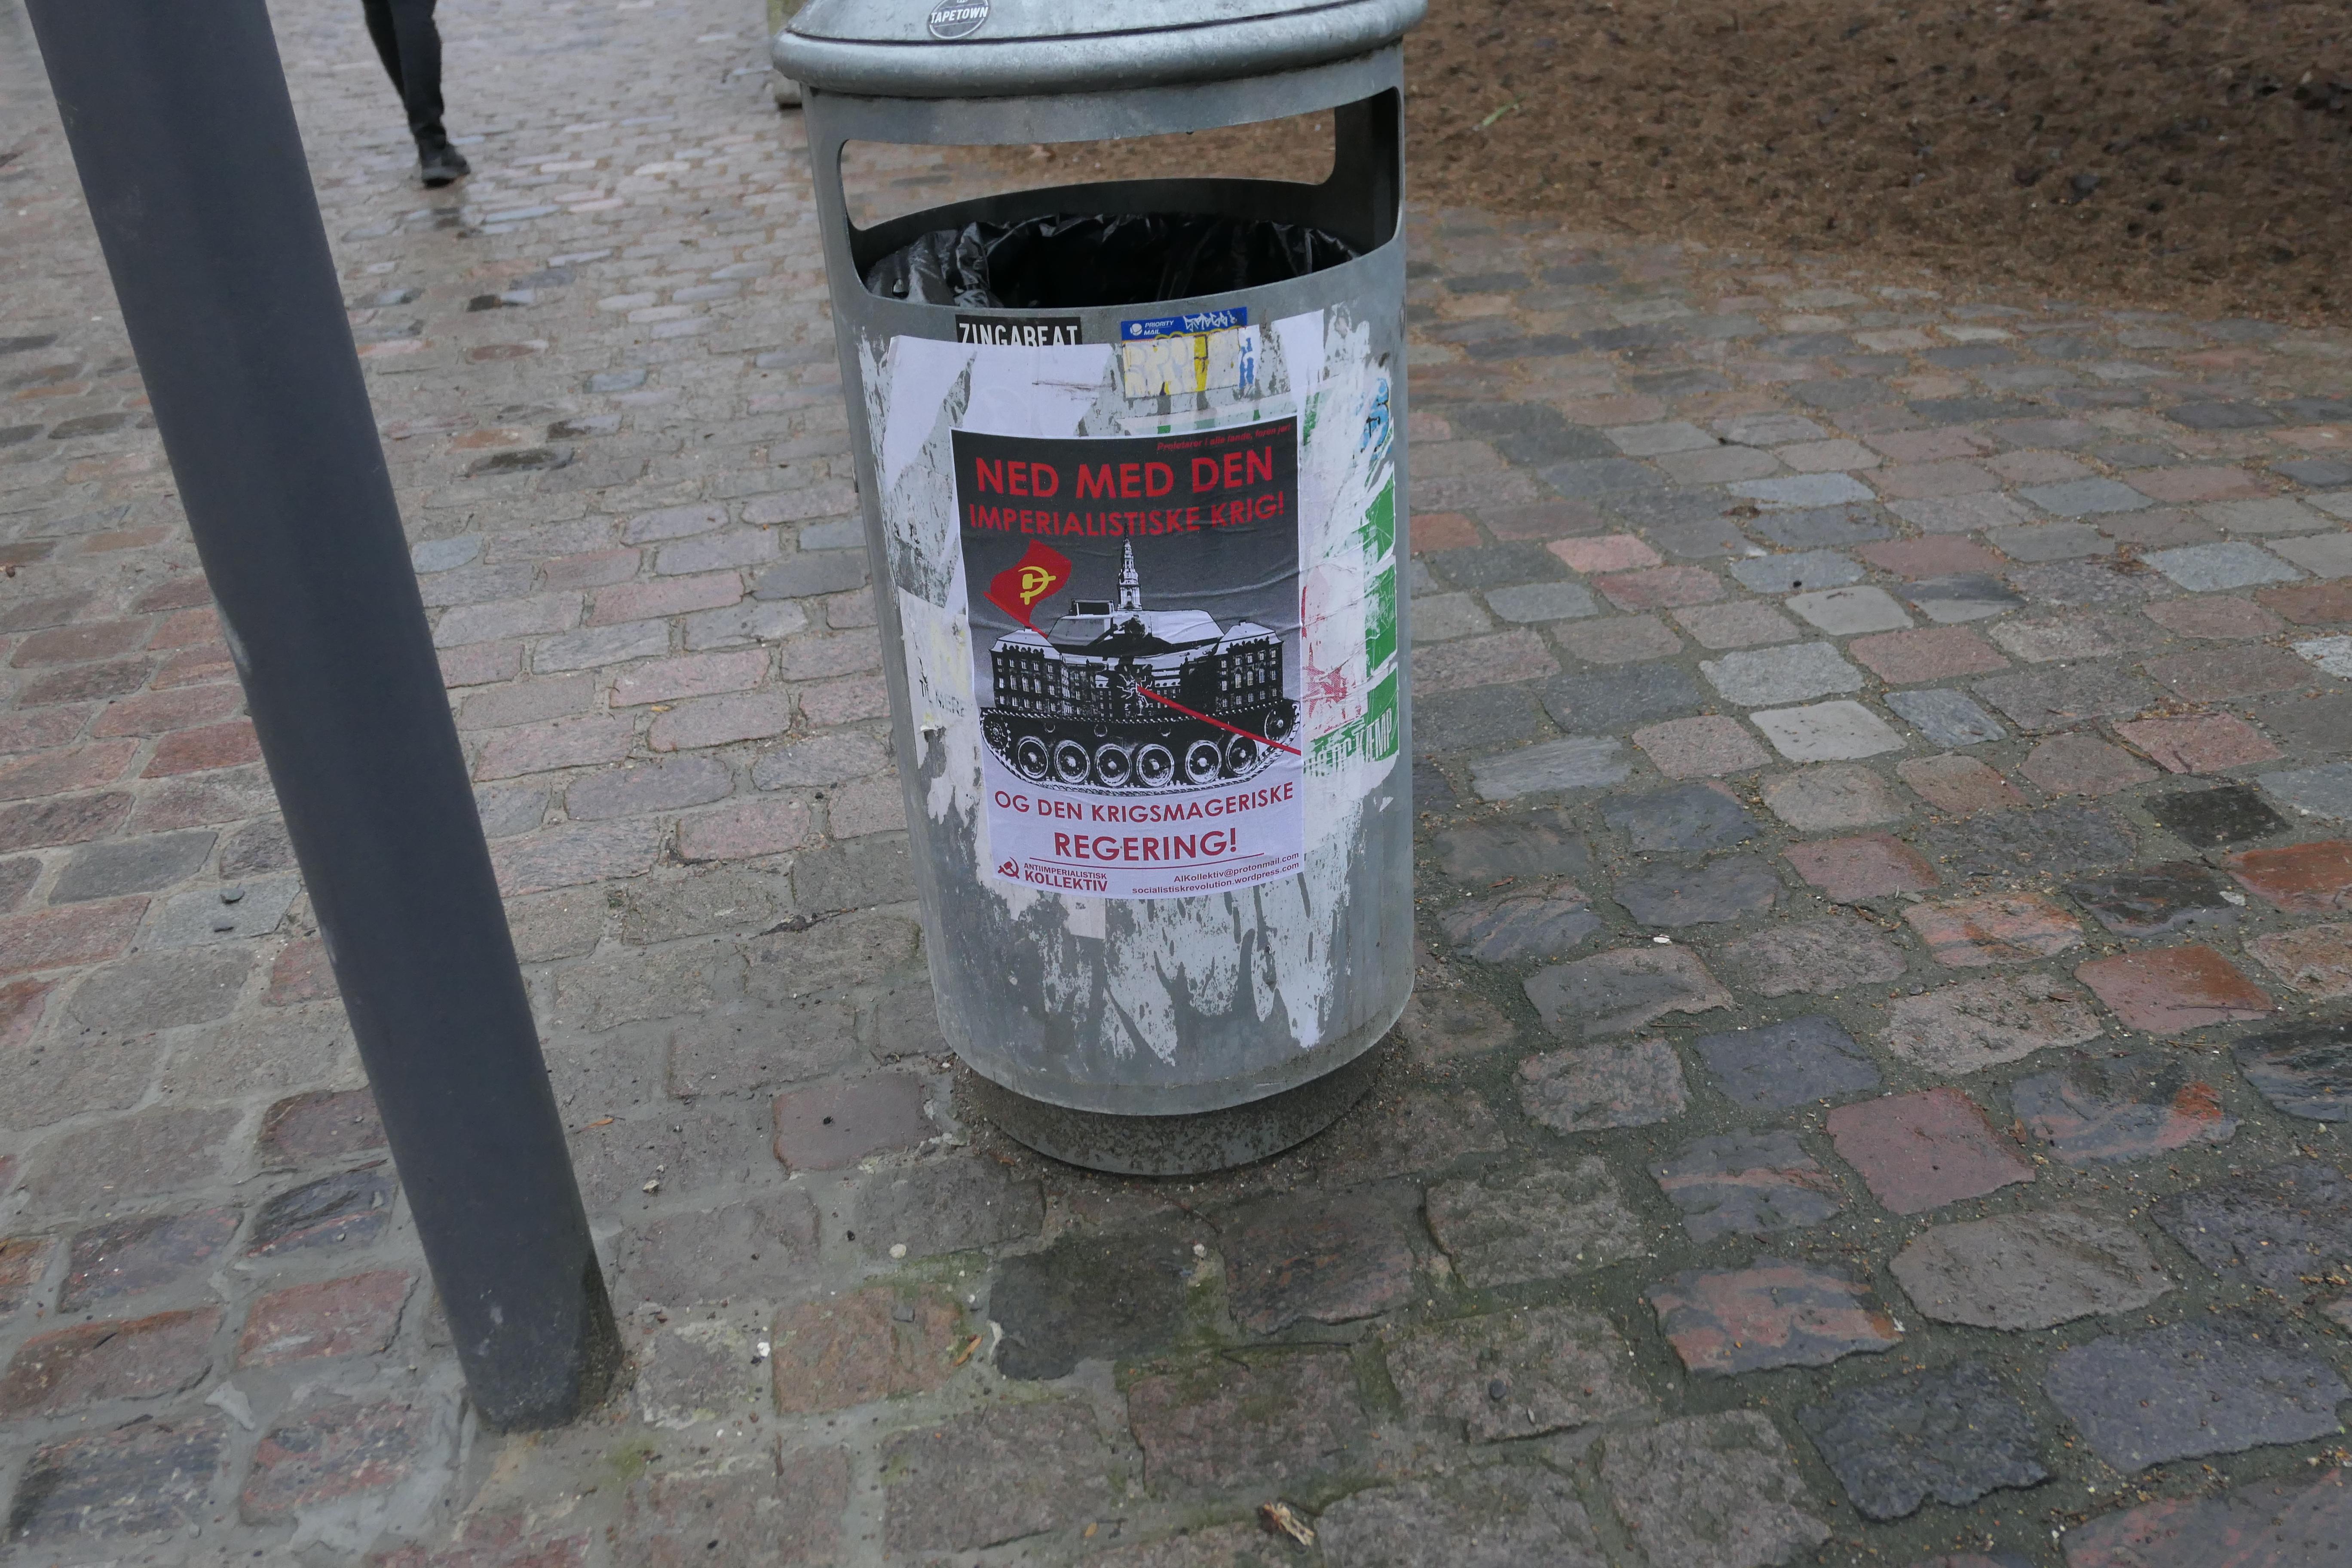 TAPETOWN
ZINGABEAT
PRIORITY
MAIL
Proletarer i alle lande, foren jer!
NED MED DEN
IMPERIALISTISKE KRIG!
OG DEN KRIGSMAGERISKE
REGERING!
ANTIIMPERIALISTISK
KOLLEKTIV
AIKollektiv@protonmail.com
socialistiskrevolution.wordpress.com